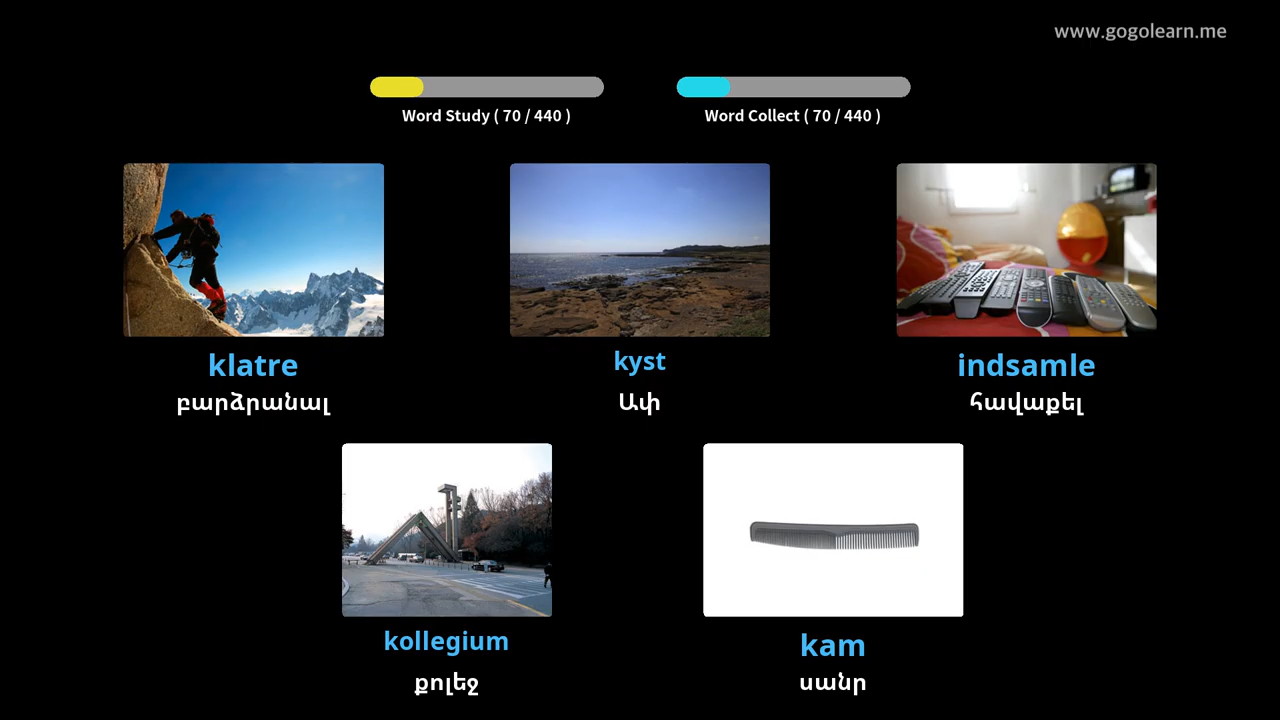 www.gogolearn.me
Word Study ( 70 / 440 )
Word Collect ( 70 / 440 )
klatre
բարձրանալ
kyst
Ափ
indsamle
հավաքել
kollegium
քոլեջ
kam
սանր